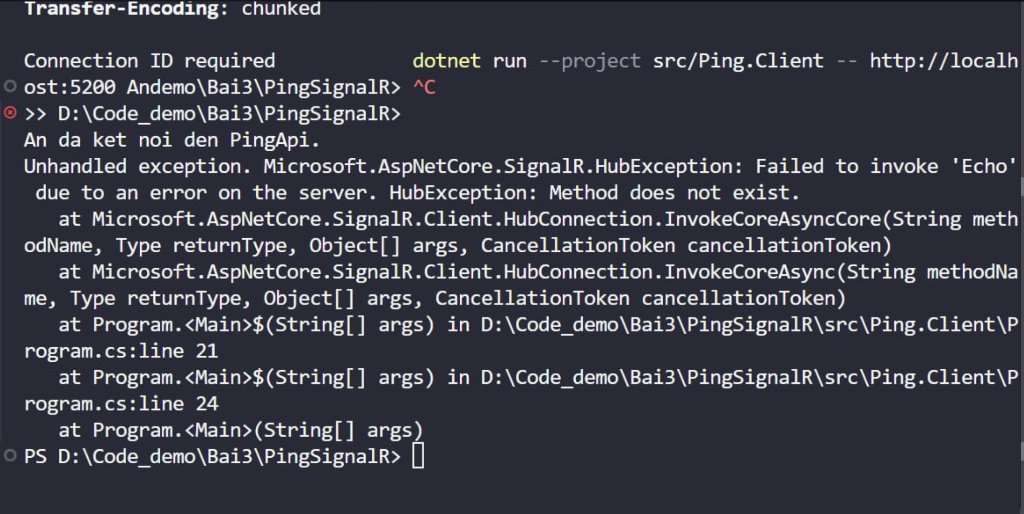 Transfer-Encoding: chunked
Connection ID required dotnet run --project src/Ping.Client -- http://localh
ost:5200 Andemo\Bai3\PingSignalR> ^C
>> D:\Code_demo\Bai3\PingSignalR>
An da ket noi den PingApi.
Unhandled exception. Microsoft.AspNetCore.SignalR.HubException: Failed to invoke 'Echo'
due to an error on the server. HubException: Method does not exist.
at Microsoft.AspNetCore.SignalR.Client.HubConnection.InvokeCoreAsyncCore(String meth
odName, Type returnType, Object[] args, CancellationToken cancellationToken)
at Microsoft.AspNetCore.SignalR.Client.HubConnection.InvokeCoreAsync(String methodNa
me, Type returnType, Object[] args, CancellationToken cancellationToken)
at Program.<Main>$(String[] args) in D:\Code_demo\Bai3\PingSignalR\src\Ping.Client\P
rogram.cs:line 21
at Program.<Main>$(String[] args) in D:\Code_demo\Bai3\PingSignalR\src\Ping.Client\P
rogram.cs:line 24
at Program.<Main>(String[] args)
PS D:\Code_demo\Bai3\PingSignalR>